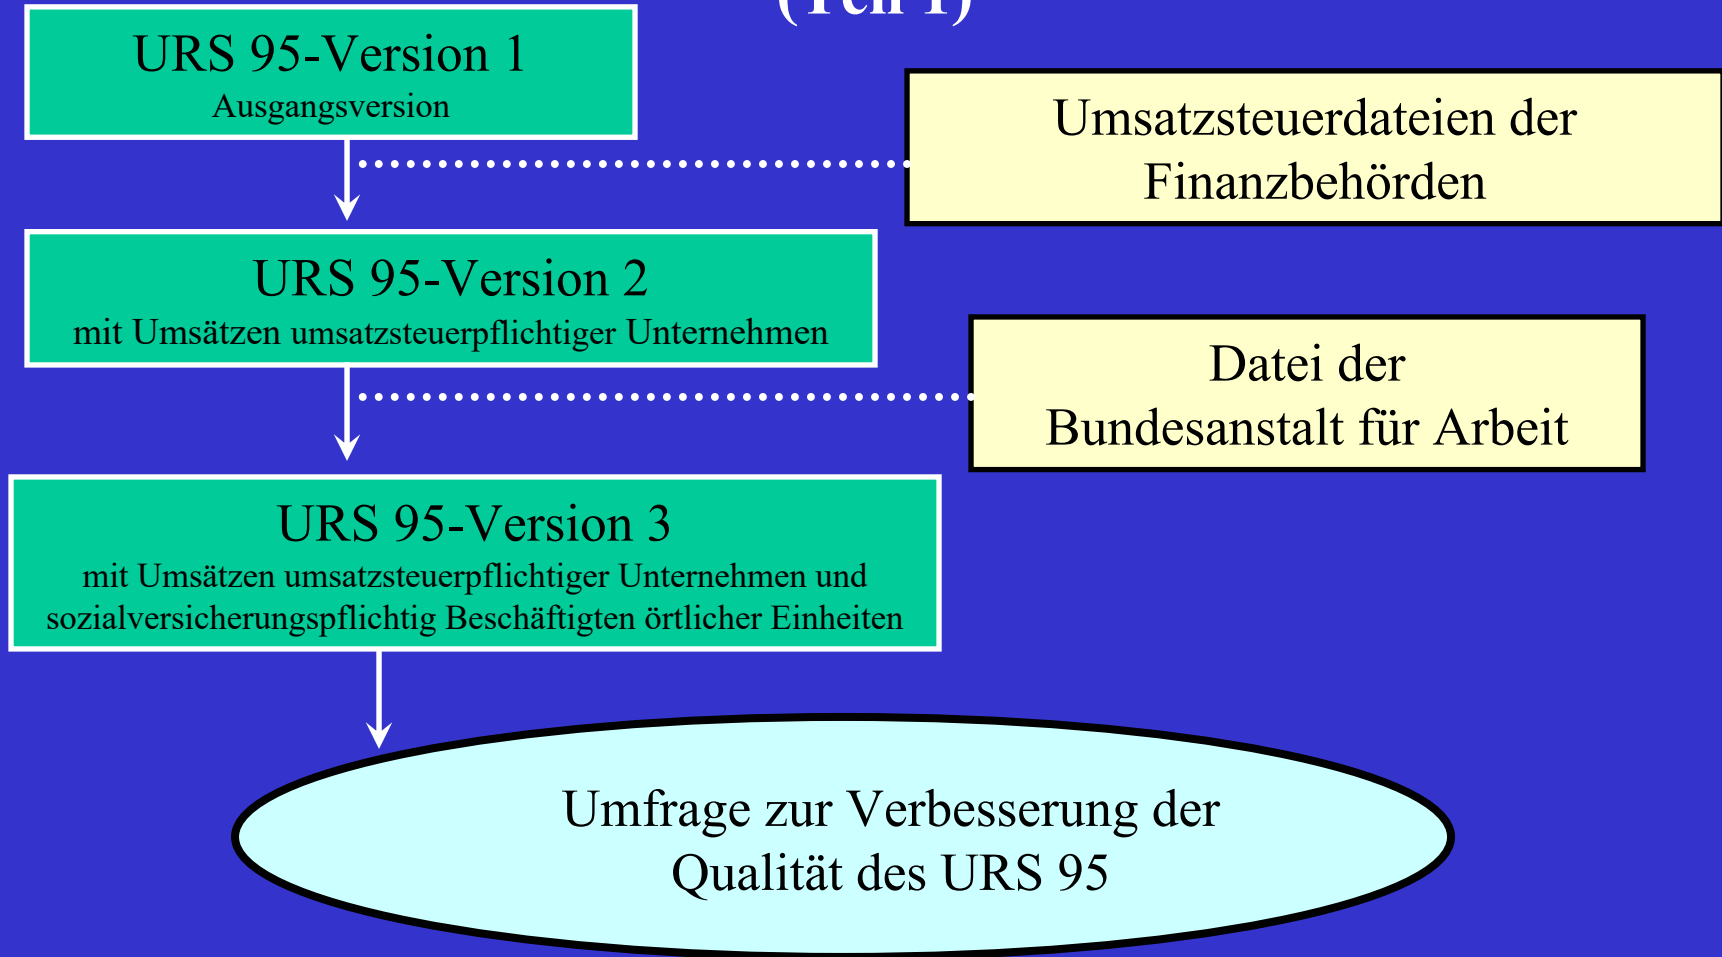 (Teil 1)
URS 95-Version 1
Ausgangsversion
Umsatzsteuerdateien der
Finanzbehörden
URS 95-Version 2
mit Umsätzen umsatzsteuerpflichtiger Unternehmen
Datei der
Bundesanstalt für Arbeit
URS 95-Version 3
mit Umsätzen umsatzsteuerpflichtiger Unternehmen und
sozialversicherungspflichtig Beschäftigten örtlicher Einheiten
Umfrage zur Verbesserung der
Qualität des URS 95